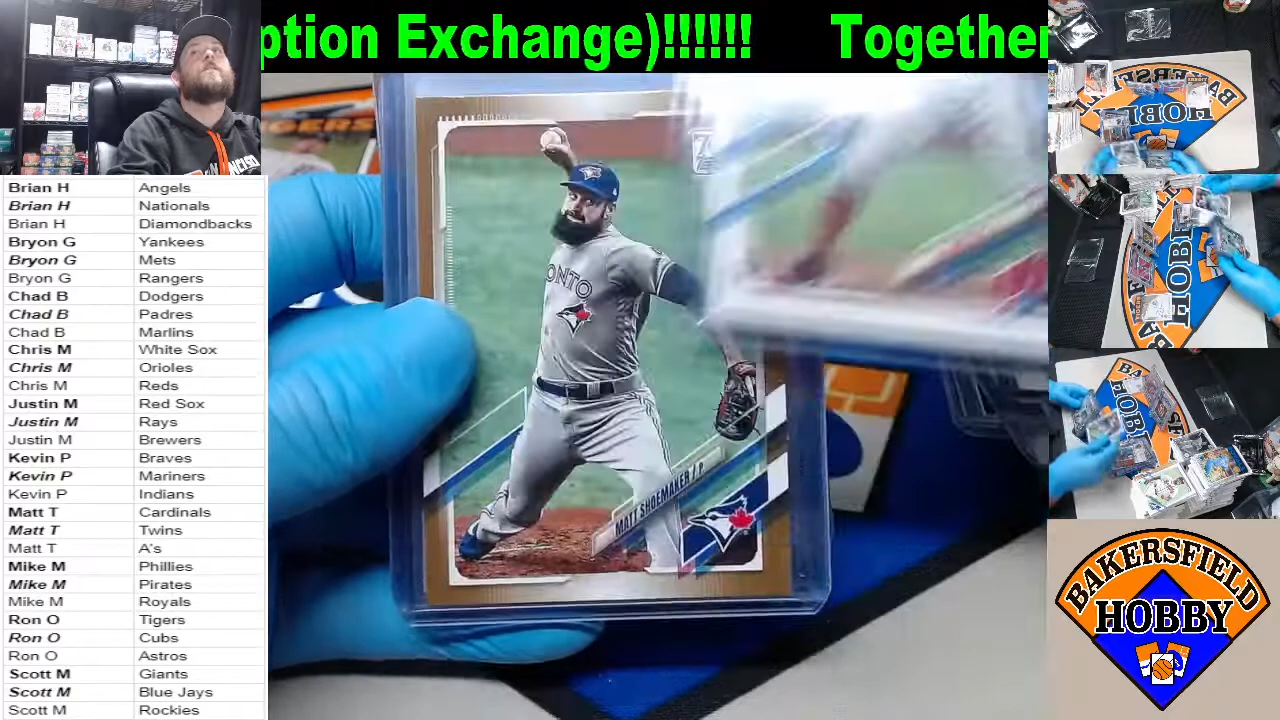 ption Exchange)!!!!!! Together
Brian H Angels
Brian H Nationals
Brian H Diamondbacks
Bryon G Yankees
Bryon G Mets
Bryon G Rangers
Chad B Dodgers
Chad B Padres
Chad B Marlins
Chris M White Sox
Chris M Orioles
Chris M Reds
Justin M Red Sox
Justin M Rays
Justin M Brewers
Kevin P Braves
Kevin P Mariners
Kevin P Indians
Matt T Cardinals
Matt T Twins
Matt T A's
Mike M Phillies
Mike M Pirates
Mike M Royals
Ron O Tigers
Ron O Cubs
Ron O Astros
Scott M Giants
Scott M Blue Jays
Scott M Rockies
ONTO
MATT SHOEMAKER / P
BAKERSFIELD
HOBBY